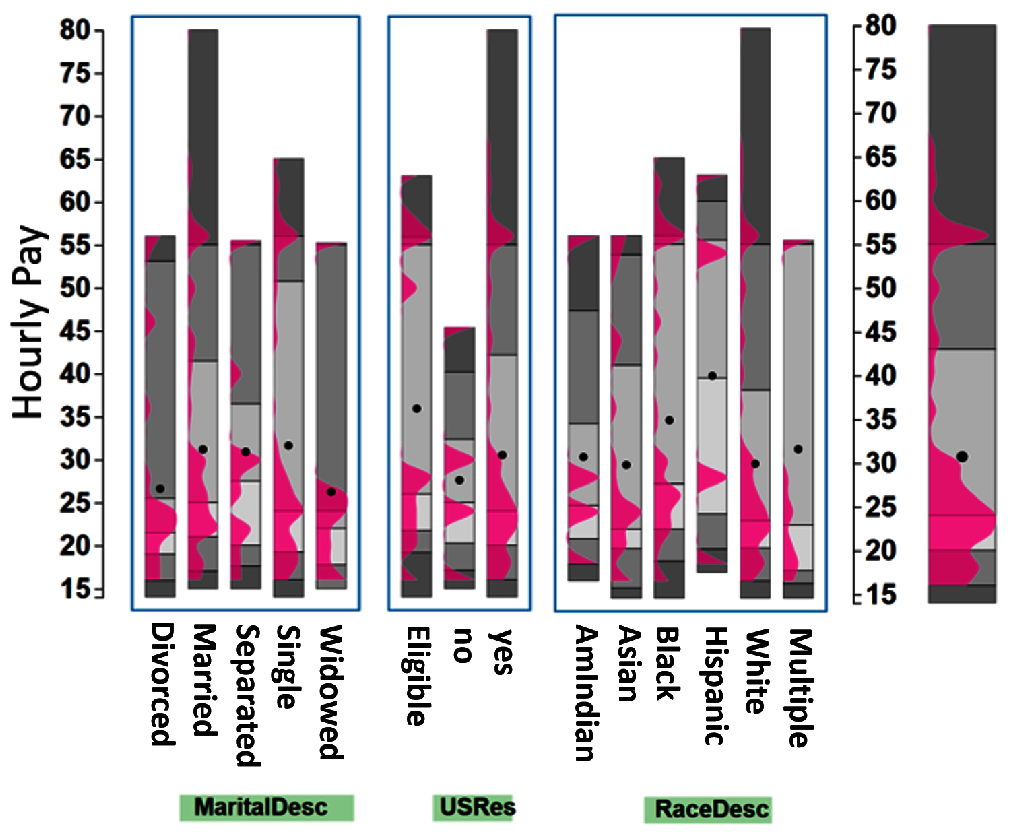 Hourly Pay
80
75
70
65
60
55
50
45
40
35
30
25
20
15
80
75
70
65
60
55
50
45
40
35
30
25
20
15
15
Divorced
Married
Separated
Single
Widowed
Eligible
no
yes
AmIndian
Asian
Black
Hispanic
White
Multiple
MaritalDesc
USRes
RaceDesc